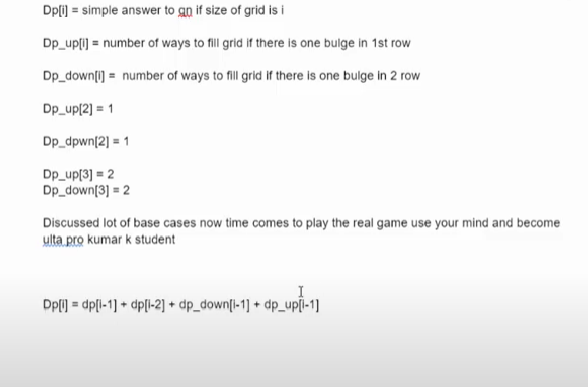 Dp[i] = simple answer to qn if size of grid is i
Dp_up[i] = number of ways to fill grid if there is one bulge in 1st row
Dp_down[i] = number of ways to fill grid if there is one bulge in 2 row
Dp_up[2] = 1
Dp_dpwn[2] = 1
Dp_up[3] = 2
Dp_down[3] = 2
Discussed lot of base cases now time comes to play the real game use your mind and become
ulta pro kumar k student
Dp[i] = dp[i-1] + dp[i-2] + dp_down[i-1] + dp_up[i-1]